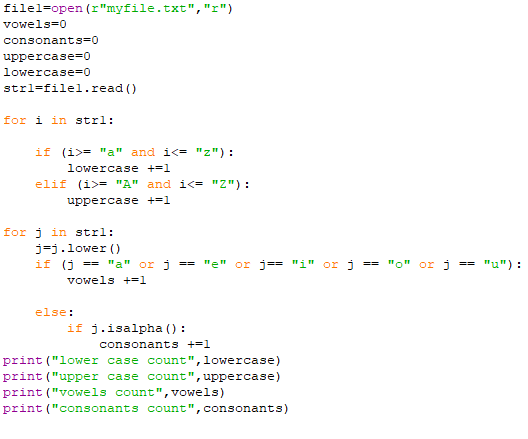 file1=open(r"myfile.txt","r")
vowels=0
consonants=0
uppercase=0
lowercase=0
str1=file1.read()

for i in str1:

    if (i>= "a" and i<= "z"):
        lowercase +=1
    elif (i>= "A" and i<= "Z"):
        uppercase +=1

for j in str1:
    j=j.lower()
    if (j == "a" or j == "e" or j== "i" or j == "o" or j == "u"):
        vowels +=1

    else:
        if j.isalpha():
            consonants +=1
print("lower case count",lowercase)
print("upper case count",uppercase)
print("vowels count",vowels)
print("consonants count",consonants)